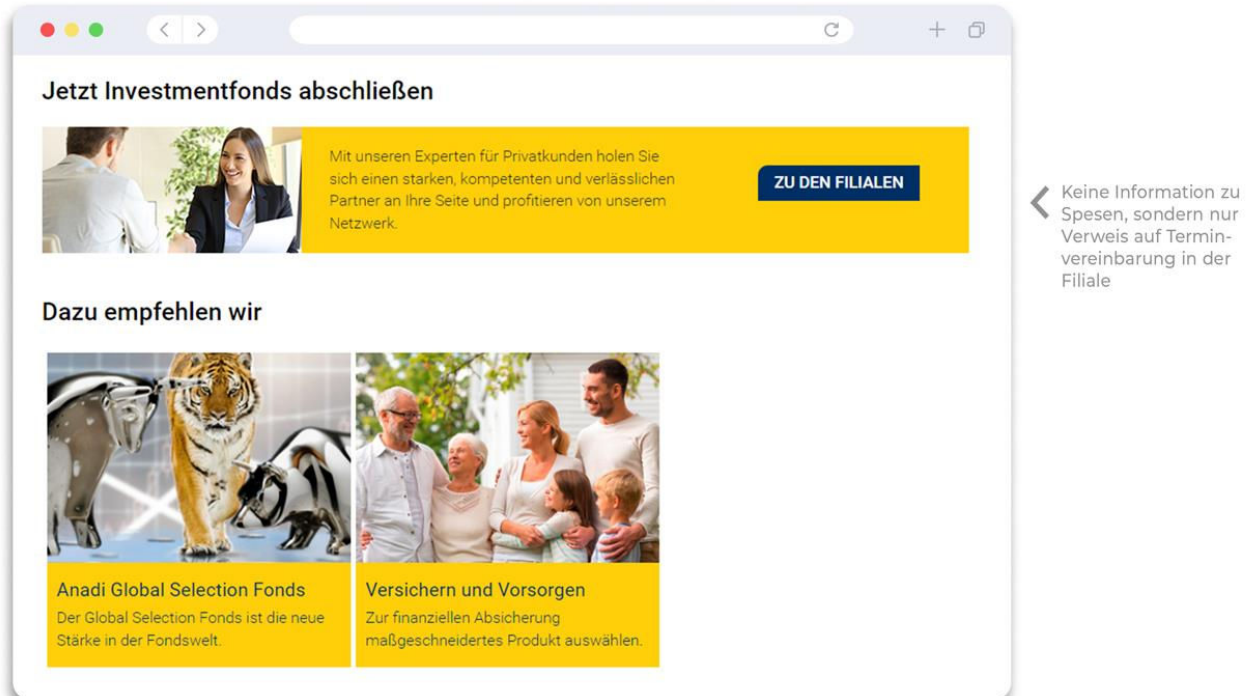 Jetzt Investmentfonds abschließen
Mit unseren Experten für Privatkunden holen Sie
sich einen starken, kompetenten und verlässlichen
Partner an Ihre Seite und profitieren von unserem
Netzwerk.
ZU DEN FILIALEN
Keine Information zu
Spesen, sondern nur
Verweis auf Termin-
vereinbarung in der
Filiale
Dazu empfehlen wir
Anadi Global Selection Fonds
Der Global Selection Fonds ist die neue
Stärke in der Fondswelt.
Versichern und Vorsorgen
Zur finanziellen Absicherung
maßgeschneidertes Produkt auswählen.